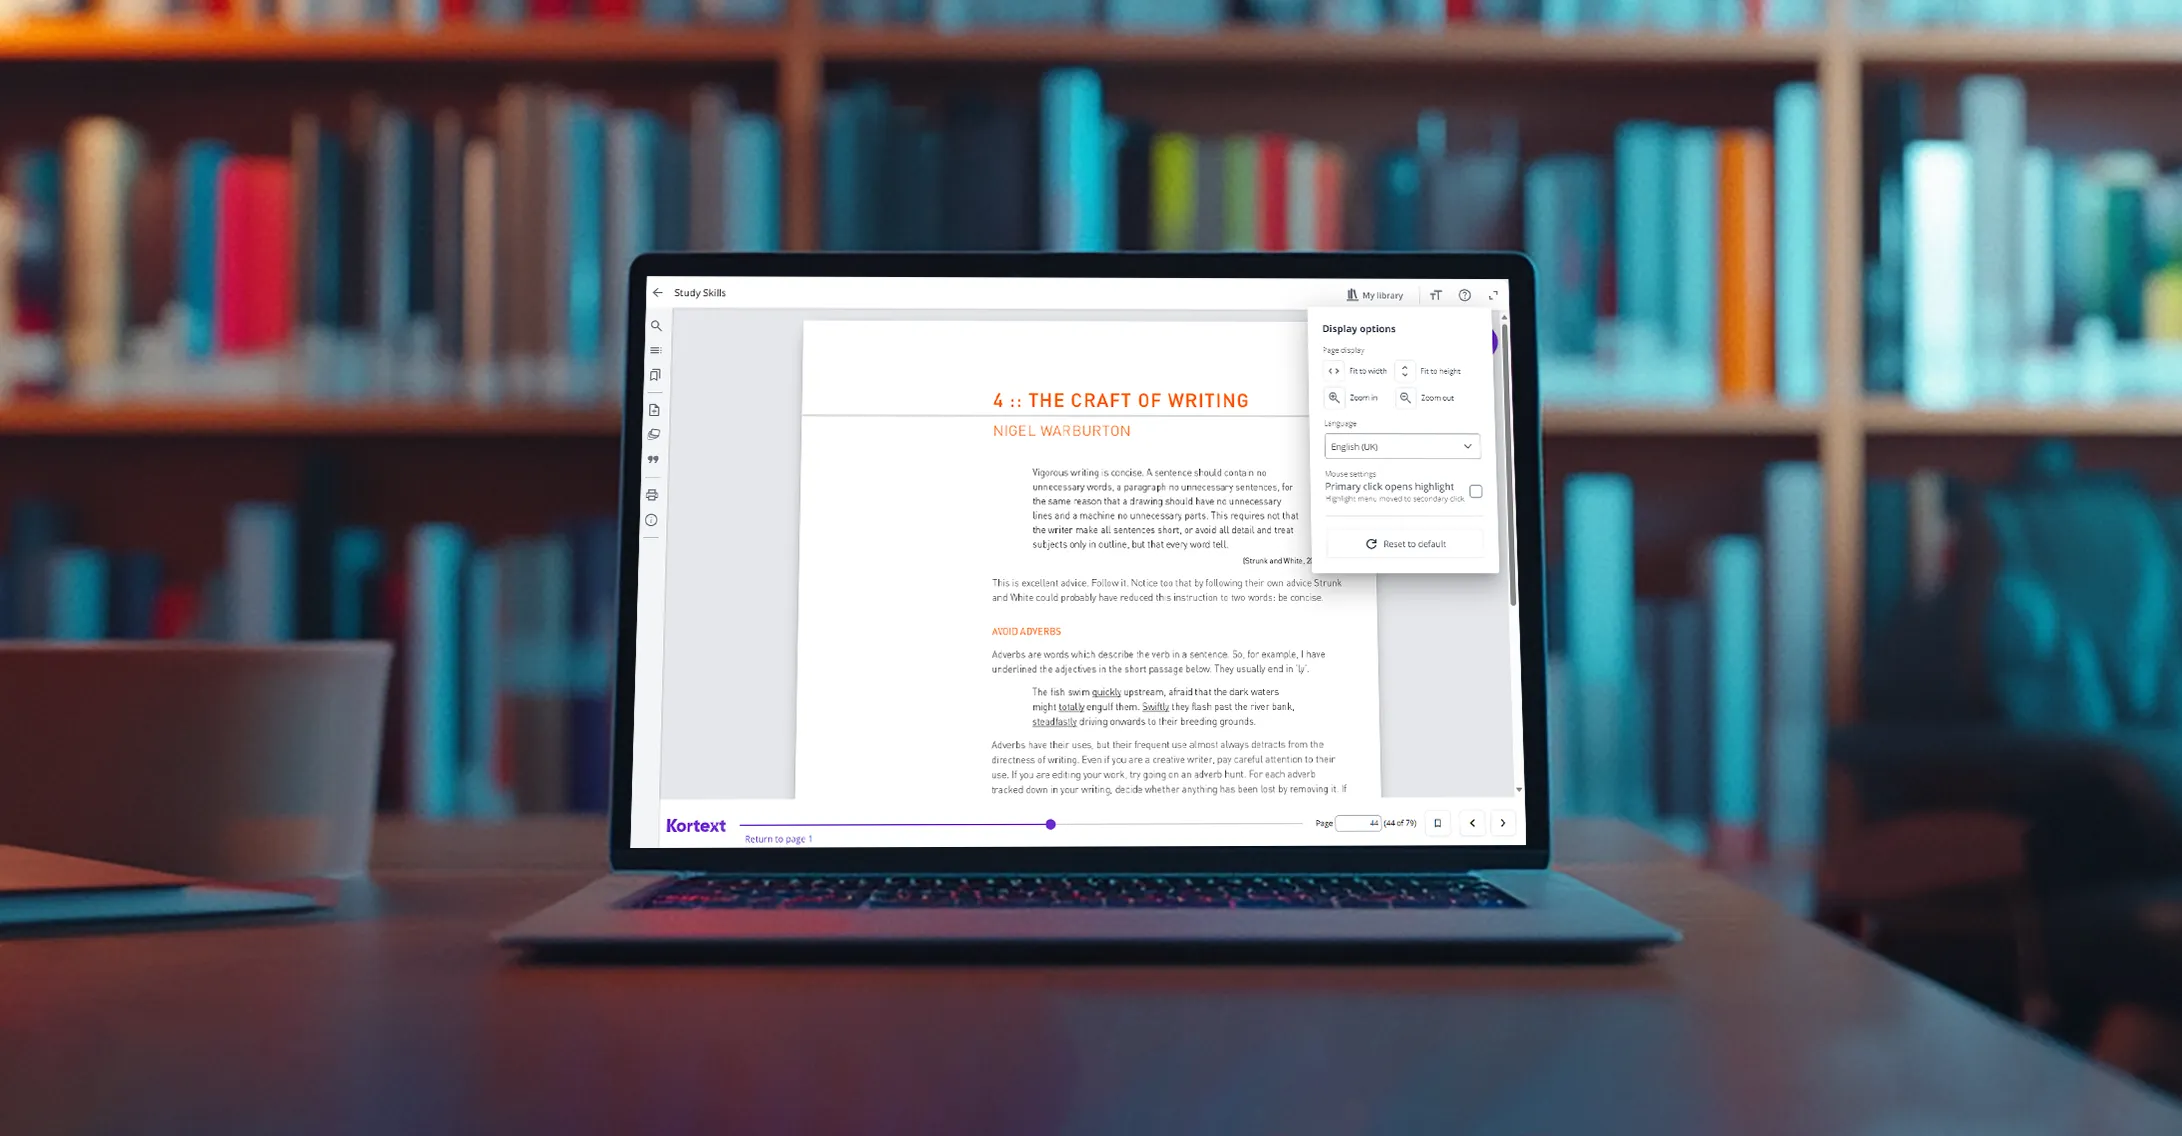 Study Skills
My library
Display options
Page display
Fit to width
Fit to height
Zoom in
Zoom out
Language
English (UK)
Mouse settings
Primary click opens highlight
Highlight menu moved to secondary click.
Reset to default
4 :: THE CRAFT OF WRITING
NIGEL WARBURTON
Vigorous writing is concise. A sentence should contain no
unnecessary words, a paragraph no unnecessary sentences, for
the same reason that a drawing should have no unnecessary
lines and a machine no unnecessary parts. This requires not that
the writer make all sentences short, or avoid all detail and treat
subjects only in outline, but that every word tell.
(Strunk and White,
This is excellent advice. Follow it. Notice too that by following their own advice Strunk
and White could probably have reduced this instruction to two words: be concise.
AVOID ADVERBS
Adverbs are words which describe the verb in a sentence. So, for example, I have
underlined the adjectives in the short passage below. They usually end in 'ly'.
The fish swim quickly upstream, afraid that the dark waters
might totally engulf them. Swiftly they flash past the river bank,
steadfastly driving onwards to their breeding grounds.
Adverbs have their uses, but their frequent use almost always detracts from the
directness of writing. Even if you are a creative writer, pay careful attention to their
use. If you are editing your work, try going on an adverb hunt. For each adverb
tracked down in your writing, decide whether anything has been lost by removing it. If
Kortext
Return to page 1
Page 44 (44 of 79)